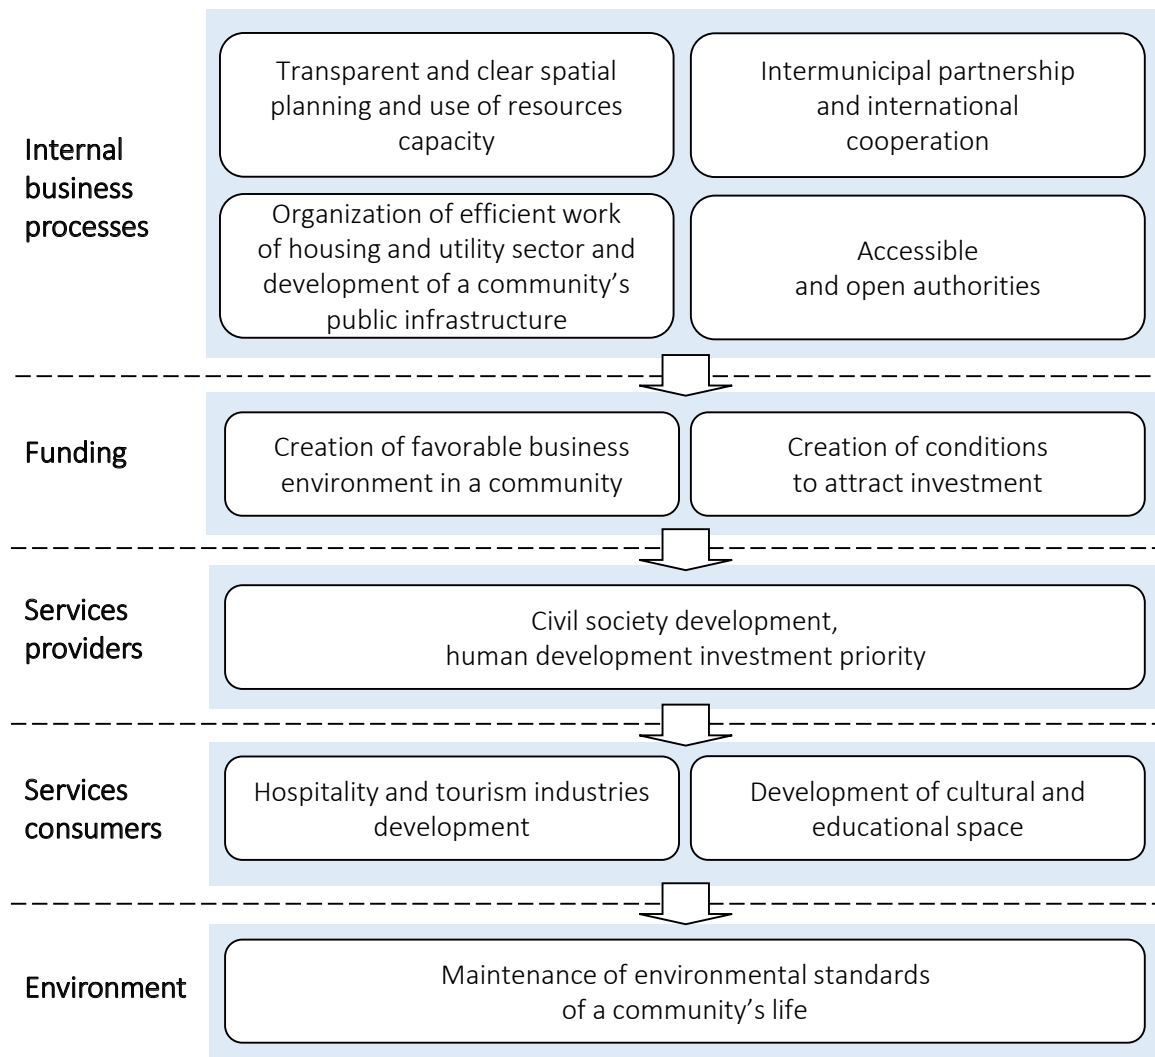 Internal
business
processes
Transparent and clear spatial
planning and use of resources
capacity
Intermunicipal partnership
and international
cooperation
Organization of efficient work
of housing and utility sector and
development of a community’s
public infrastructure
Accessible
and open authorities
Funding
Creation of favorable business
environment in a community
Creation of conditions
to attract investment
Services
providers
Civil society development,
human development investment priority
Services
consumers
Hospitality and tourism industries
development
Development of cultural and
educational space
Environment
Maintenance of environmental standards
of a community’s life